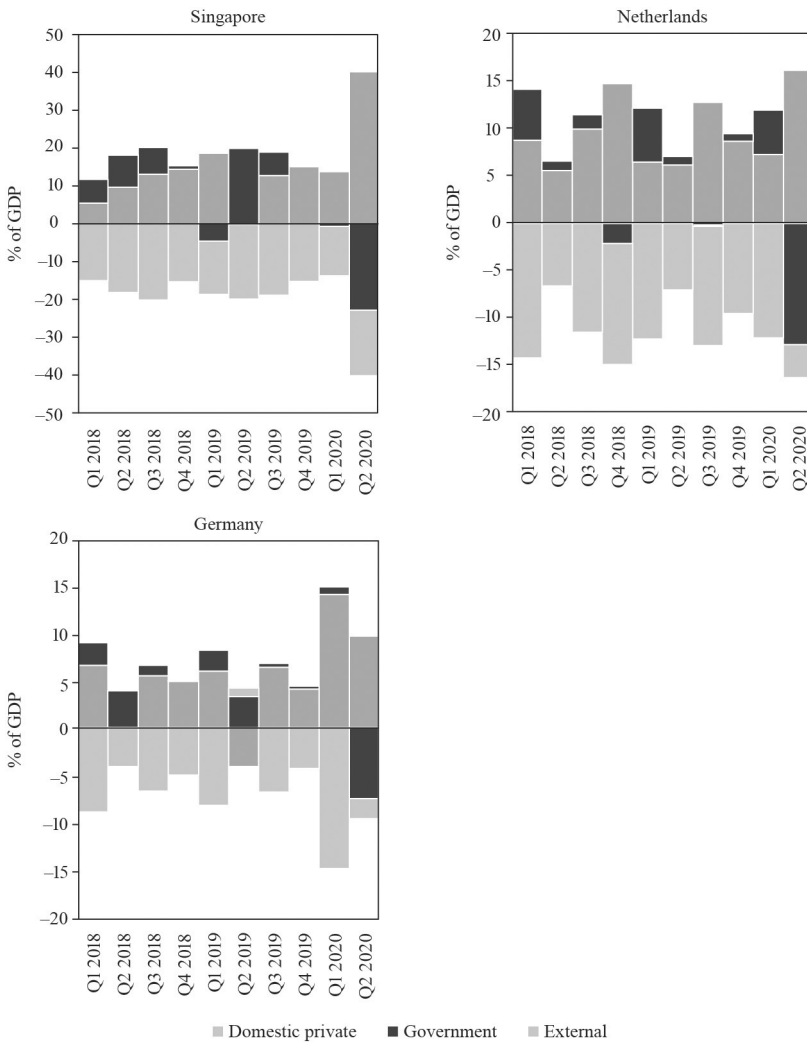 Singapore
50
40
30
20
10
0
–10
–20
–30
–40
–50
% of GDP
Q1 2018
Q2 2018
Q3 2018
Q4 2018
Q1 2019
Q2 2019
Q3 2019
Q4 2019
Q1 2020
Q2 2020
Netherlands
20
15
10
5
0
–5
–10
–15
–20
% of GDP
Q1 2018
Q2 2018
Q3 2018
Q4 2018
Q1 2019
Q2 2019
Q3 2019
Q4 2019
Q1 2020
Q2 2020
Germany
20
15
10
5
0
–5
–10
–15
–20
% of GDP
Q1 2018
Q2 2018
Q3 2018
Q4 2018
Q1 2019
Q2 2019
Q3 2019
Q4 2019
Q1 2020
Q2 2020
Domestic private Government External